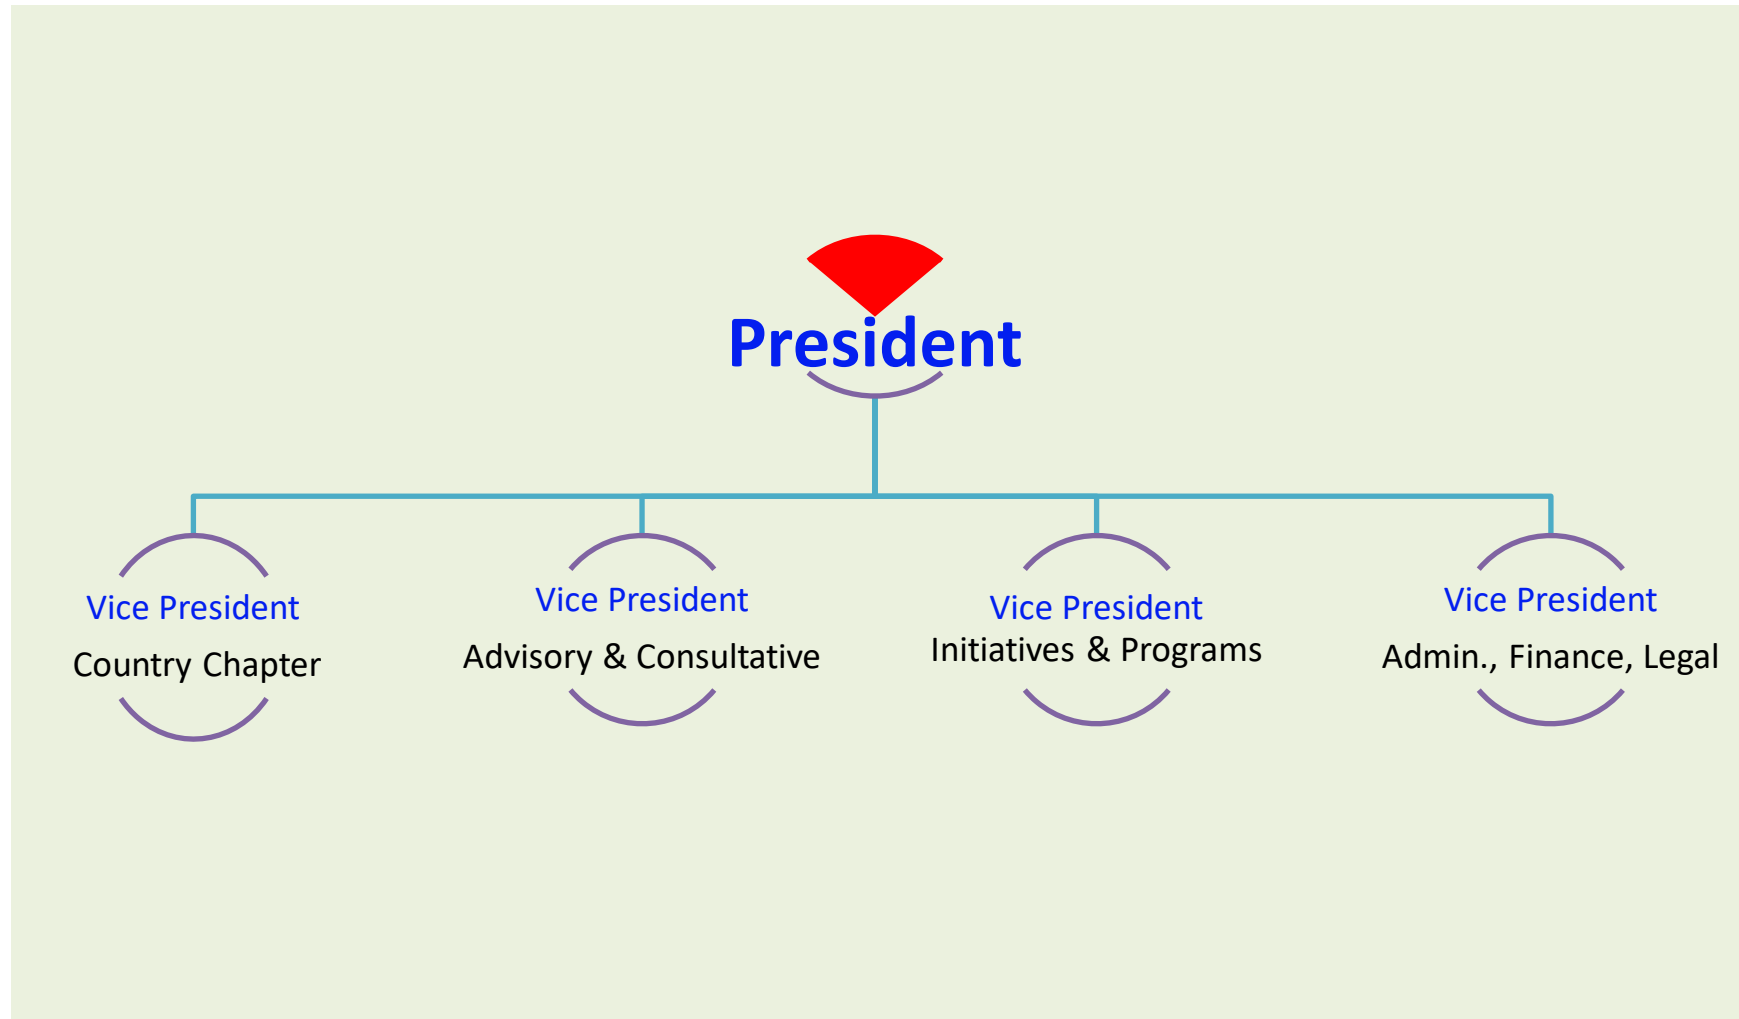 President
Vice President
Country Chapter
Vice President
Advisory & Consultative
Vice President
Initiatives & Programs
Vice President
Admin., Finance, Legal